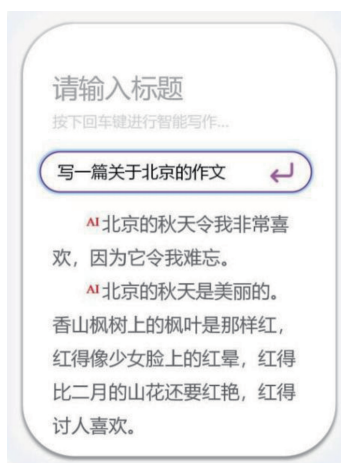 请输入标题
按下回车键进行智能写作...
写一篇关于北京的作文
AI北京的秋天令我非常喜
欢，因为它令我难忘。
AI北京的秋天是美丽的。
香山枫树上的枫叶是那样红，
红得像少女脸上的红晕，红得
比二月的山花还要红艳，红得
讨人喜欢。